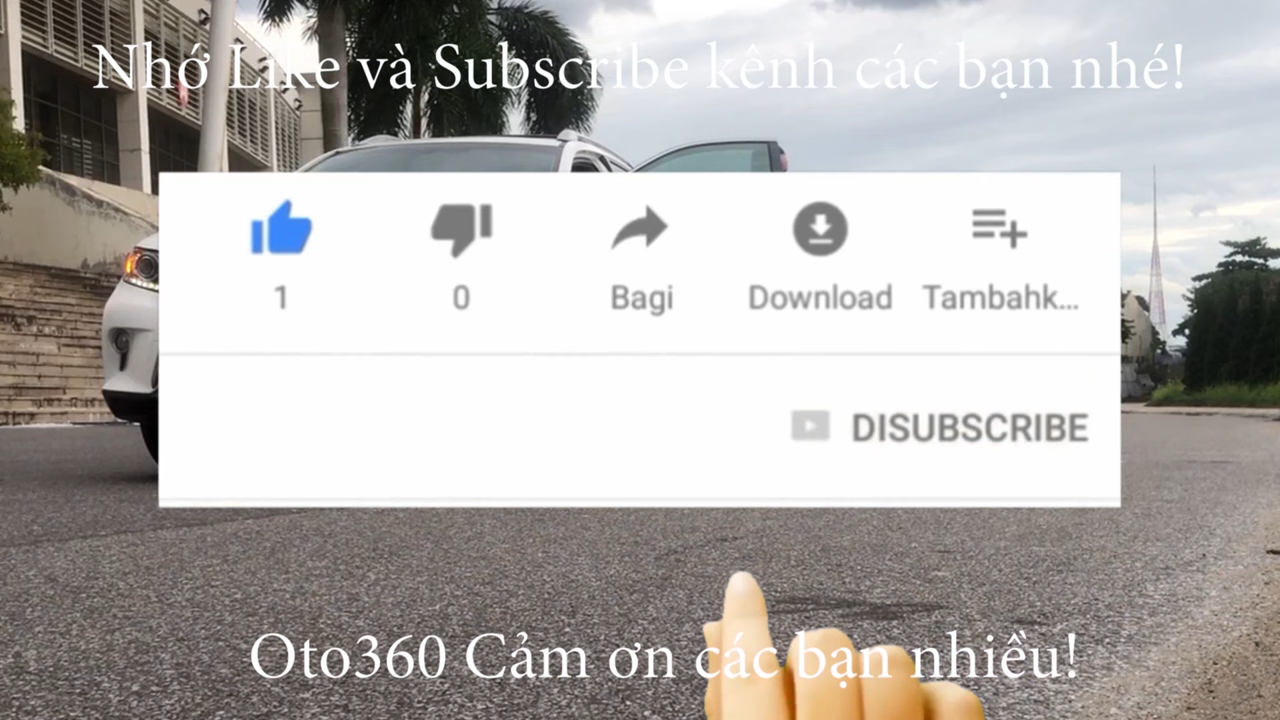 Nhớ Like và Subscribe kênh các bạn nhé!
1 0 Bagi Download Tambahk...
DISUBSCRIBE
Oto360 Cảm ơn các bạn nhiều!